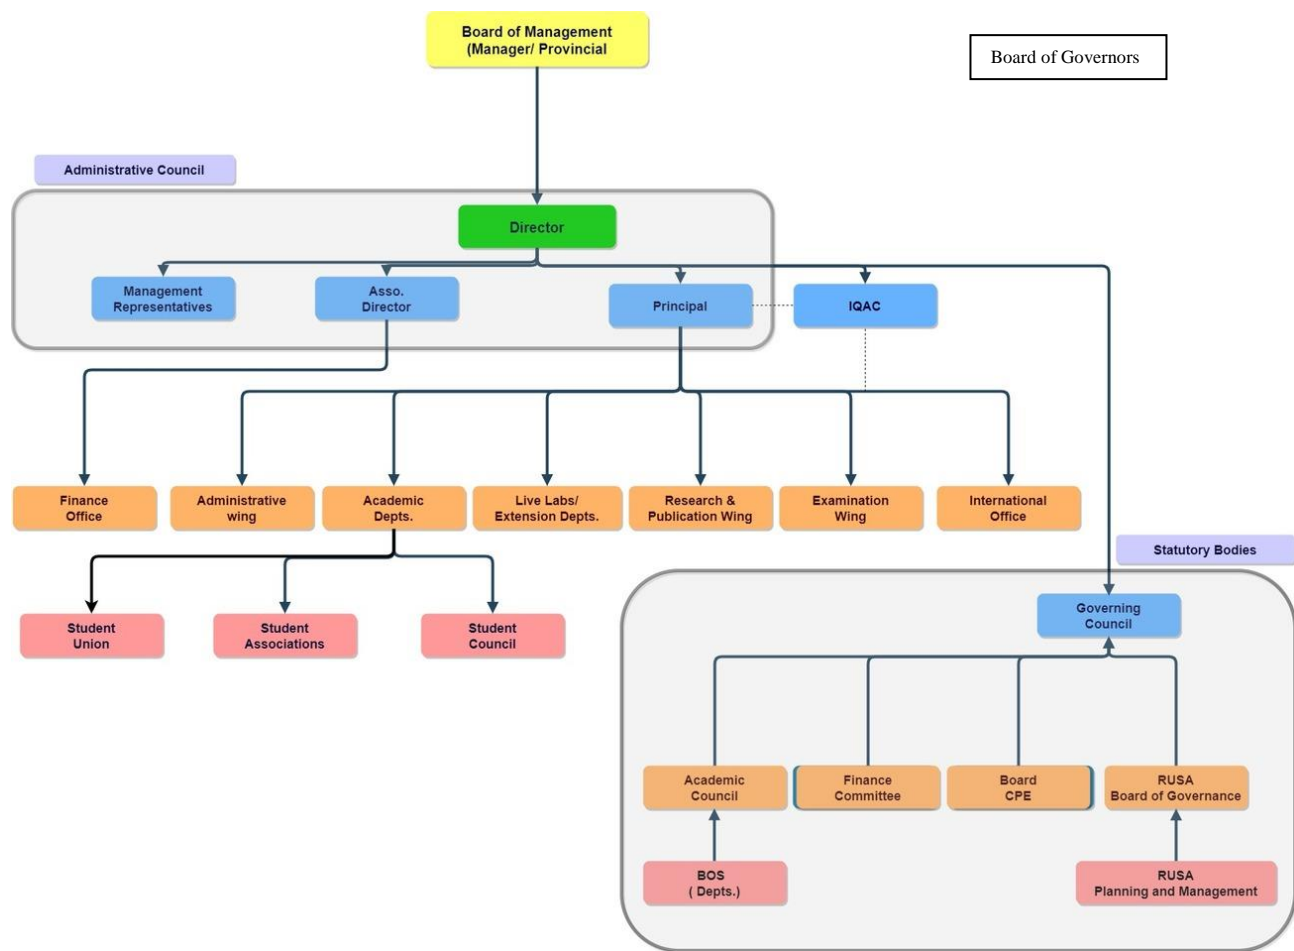 Board of Management
(Manager/ Provincial
Board of Governors
Administrative Council
Director
Management
Representatives
Asso.
Director
Principal
IQAC
Finance
Office
Administrative
wing
Academic
Depts.
Live Labs/
Extension Depts.
Research &
Publication Wing
Examination
Wing
International
Office
Statutory Bodies
Student
Union
Student
Associations
Student
Council
Governing
Council
Academic
Council
Finance
Committee
Board
CPE
RUSA
Board of Governance
BOS
( Depts.)
RUSA
Planning and Management